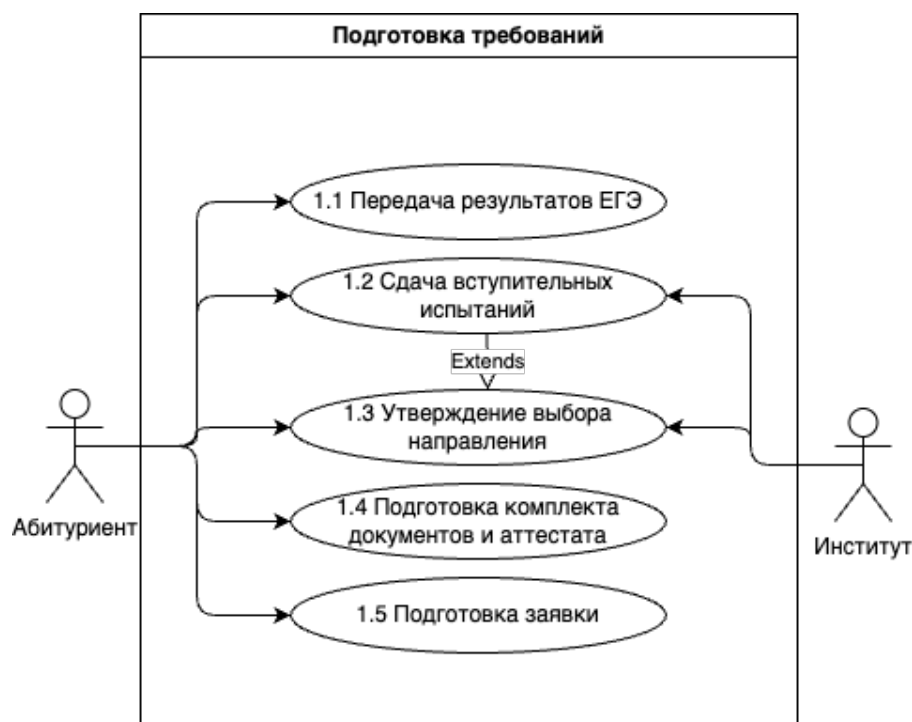 Подготовка требований
1.1 Передача результатов ЕГЭ
1.2 Сдача вступительных
испытаний
Extends
1.3 Утверждение выбора
направления
Абитуриент
1.4 Подготовка комплекта
документов и аттестата
Институт
1.5 Подготовка заявки